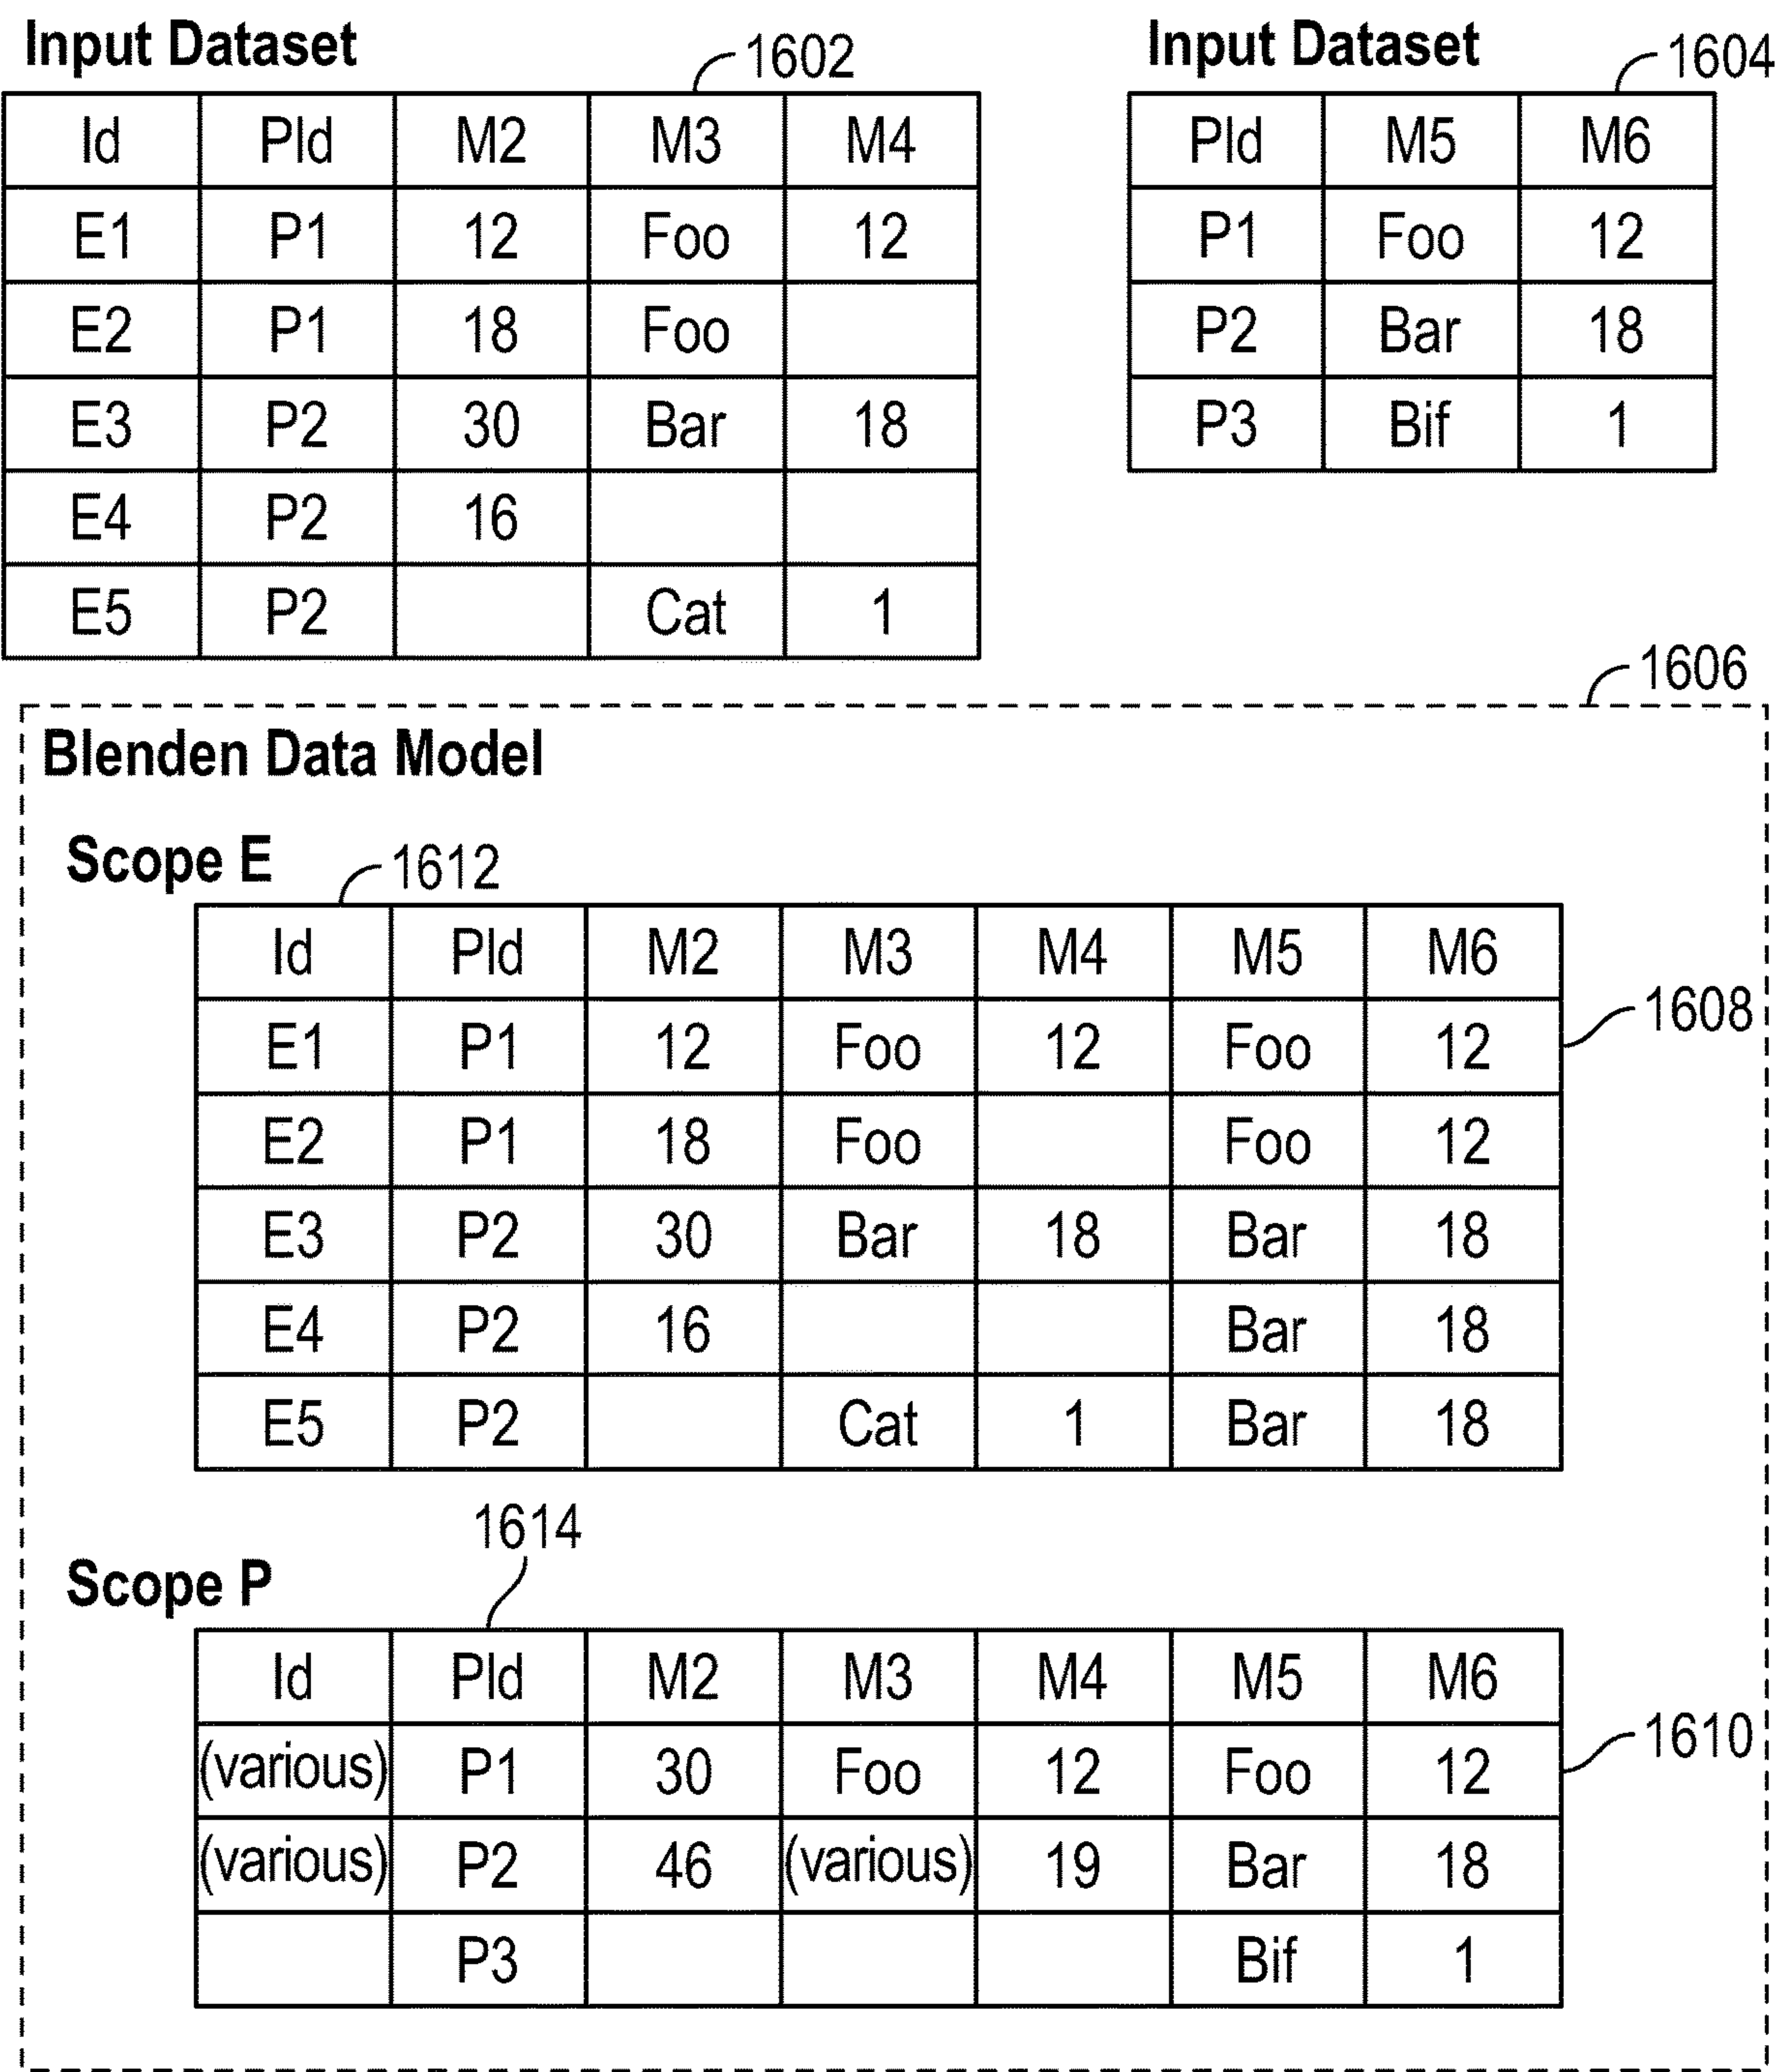 Input Dataset
1602
Id PId M2 M3 M4
E1 P1 12 Foo 12
E2 P1 18 Foo
E3 P2 30 Bar 18
E4 P2 16
E5 P2 Cat 1
Input Dataset
1604
PId M5 M6
P1 Foo 12
P2 Bar 18
P3 Bif 1
1606
Blenden Data Model
Scope E
1612
Id PId M2 M3 M4 M5 M6
E1 P1 12 Foo 12 Foo 12
1608
E2 P1 18 Foo Foo 12
E3 P2 30 Bar 18 Bar 18
E4 P2 16 Bar 18
E5 P2 Cat 1 Bar 18
1614
Scope P
Id PId M2 M3 M4 M5 M6
(various) P1 30 Foo 12 Foo 12
1610
(various) P2 46 (various) 19 Bar 18
P3 Bif 1